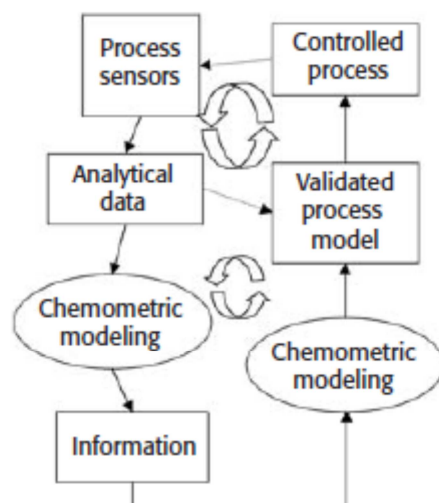 Process
sensors
Controlled
process
Analytical
data
Validated
process
model
Chemometric
modeling
Chemometric
modeling
Information